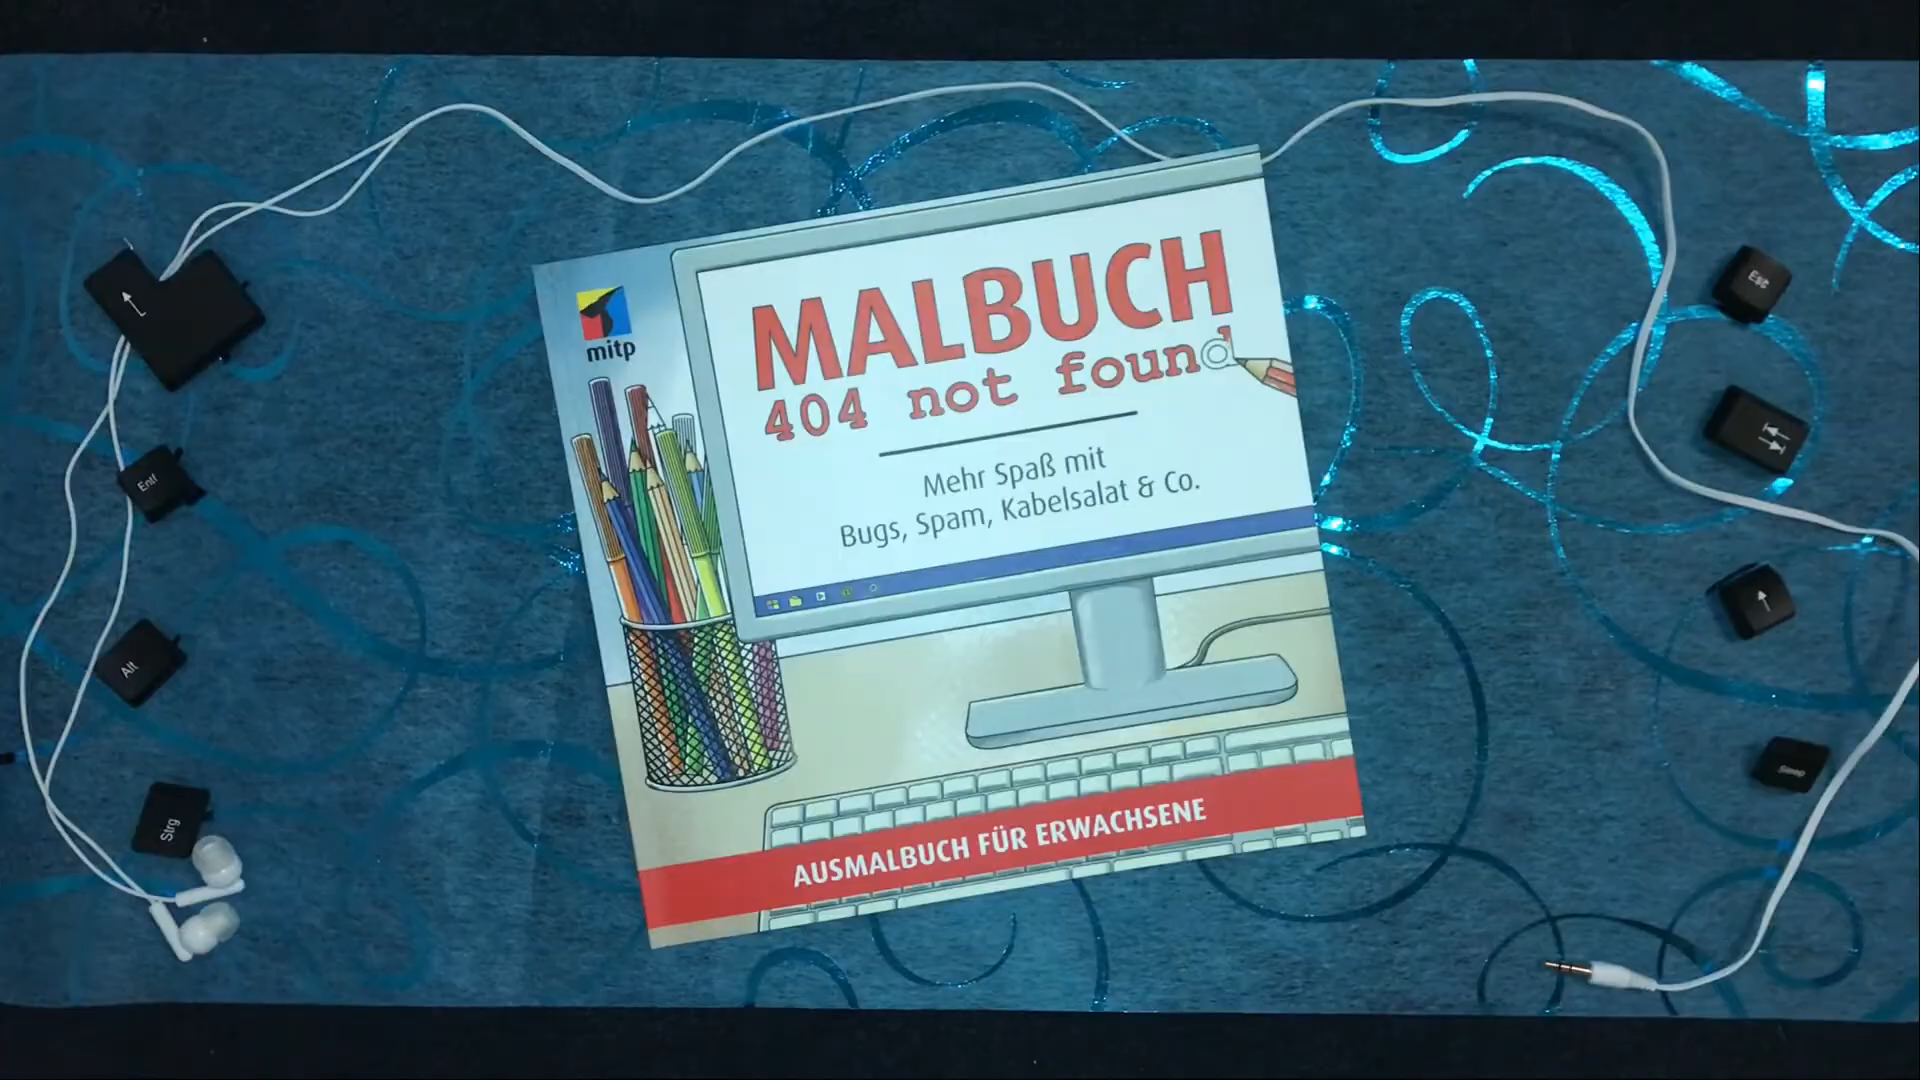 mitp
MALBUCH
404 not found
Mehr Spaß mit
Bugs, Spam, Kabelsalat & Co.
AUSMALBUCH FÜR ERWACHSENE
Entf
Alt
Strg
Esc
Sleep